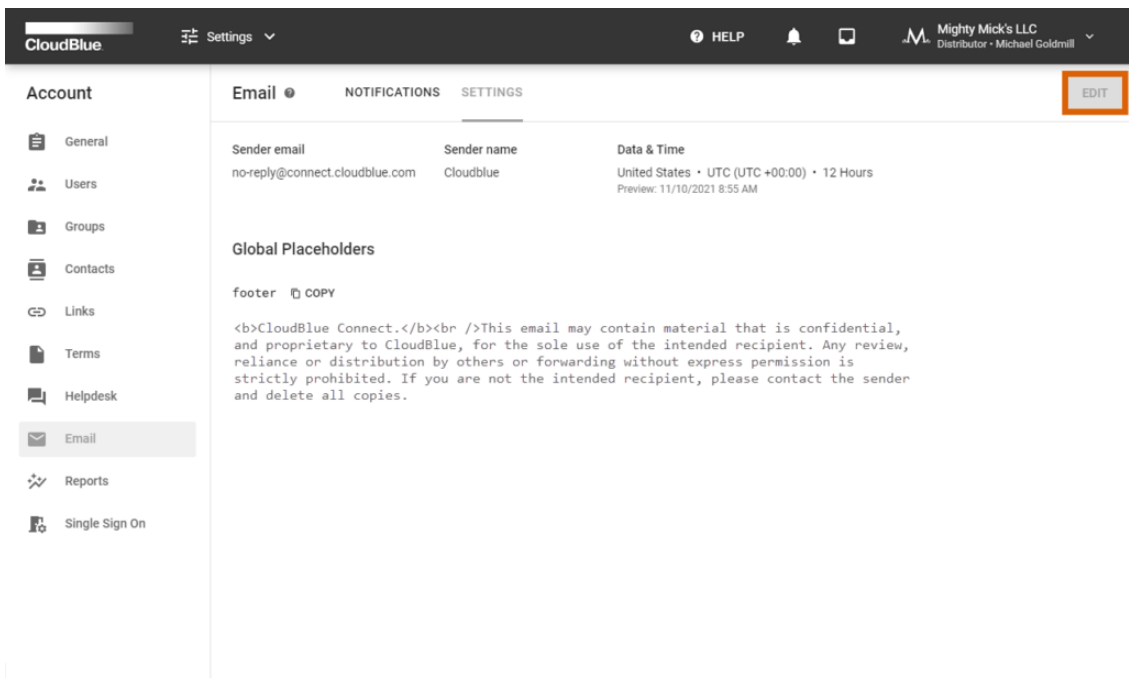 CloudBlue.
Settings
HELP
Mighty Mick's LLC
Distributor • Michael Goldmill
Account
General
Users
Groups
Contacts
Links
Terms
Helpdesk
Email
Reports
Single Sign On
Email
NOTIFICATIONS
SETTINGS
EDIT
Sender email
no-reply@connect.cloudblue.com
Sender name
Cloudblue
Data & Time
United States • UTC (UTC +00:00) • 12 Hours
Preview: 11/10/2021 8:55 AM
Global Placeholders
footer COPY
<b>CloudBlue Connect.</b><br />This email may contain material that is confidential,
and proprietary to CloudBlue, for the sole use of the intended recipient. Any review,
reliance or distribution by others or forwarding without express permission is
strictly prohibited. If you are not the intended recipient, please contact the sender
and delete all copies.